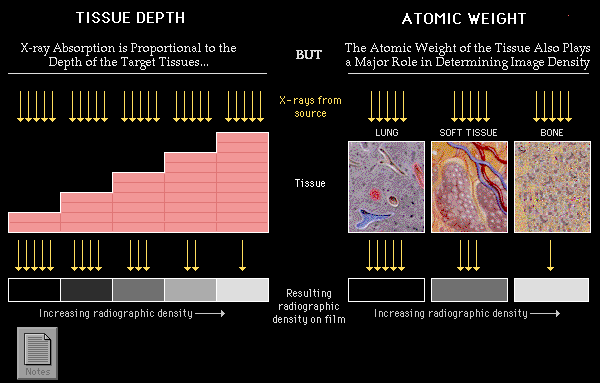 TISSUE DEPTH
X-ray Absorption is Proportional to the
Depth of the Target Tissues...
BUT
ATOMIC WEIGHT
The Atomic Weight of the Tissue Also Plays
a Major Role in Determining Image Density
X-rays from
source
LUNG
SOFT TISSUE
BONE
Tissue
Resulting
radiographic
density on film
Increasing radiographic density
Increasing radiographic density
Notes